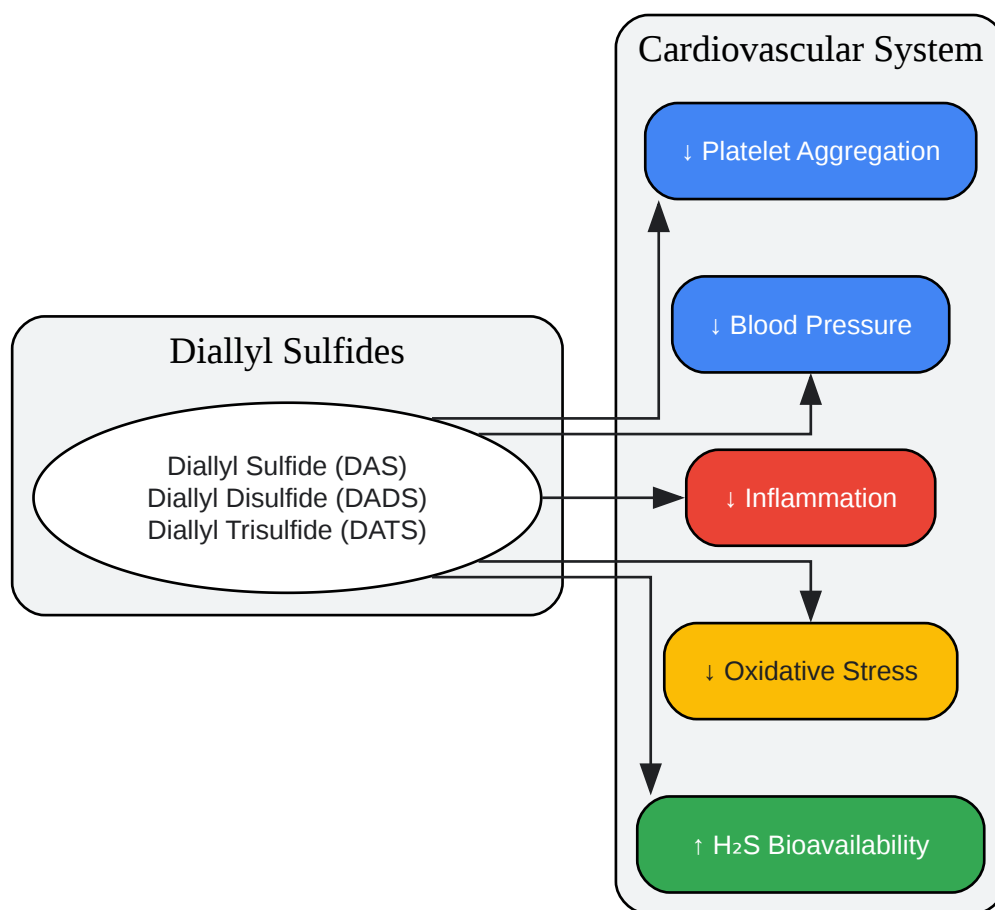 Cardiovascular System
↓ Platelet Aggregation
↓ Blood Pressure
Diallyl Sulfides
Diallyl Sulfide (DAS)
Diallyl Disulfide (DADS)
Diallyl Trisulfide (DATS)
↓ Inflammation
↓ Oxidative Stress
↑ H₂S Bioavailability